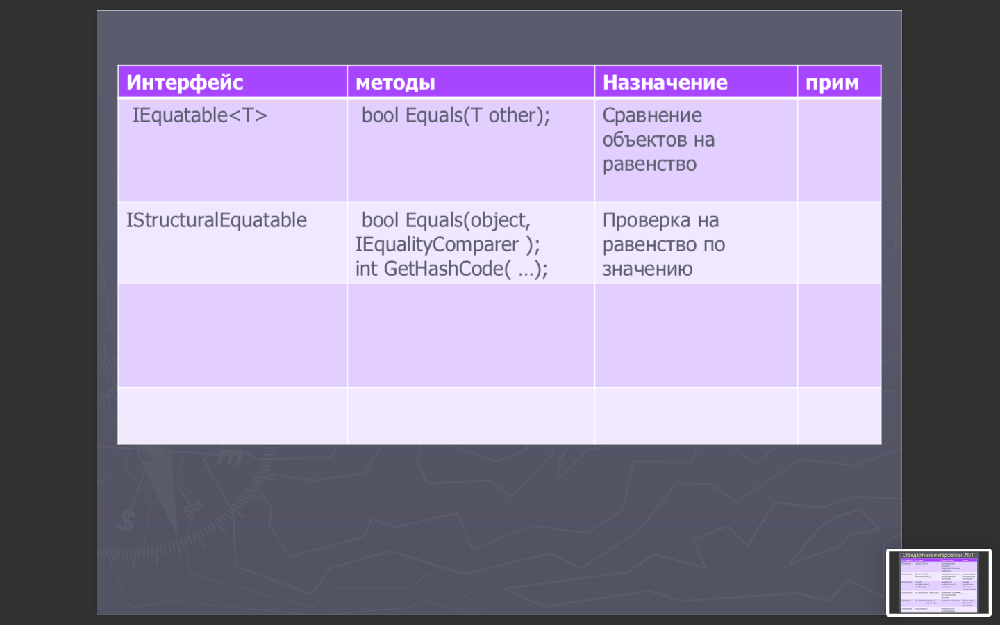 Интерфейс методы Назначение прим
IEquatable<T> bool Equals(T other); Сравнение
объектов на
равенство
IStructuralEquatable bool Equals(object, Проверка на
IEqualityComparer ); равенство по
int GetHashCode( ...); значению
E
S
Стандартные интерфейсы .NET